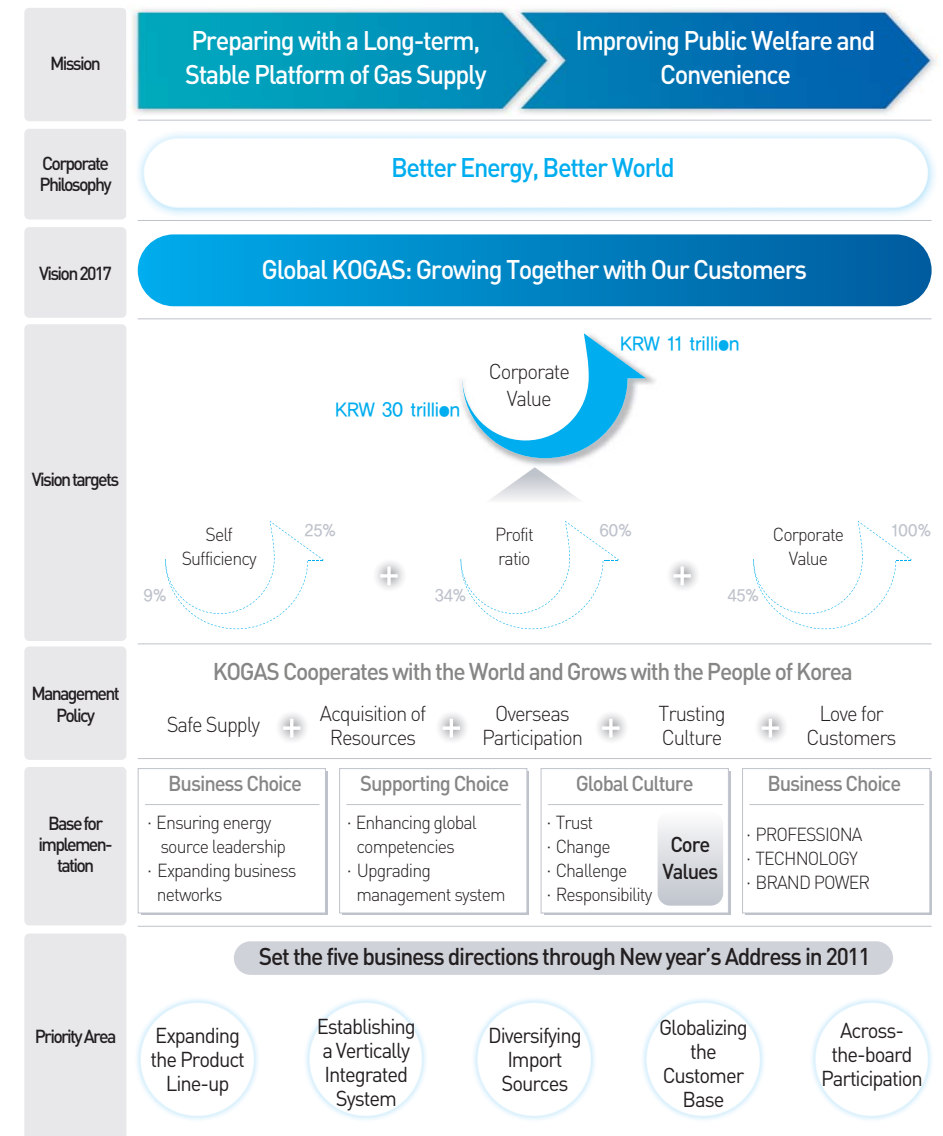 Mission
Preparing with a Long-term,
Stable Platform of Gas Supply
Improving Public Welfare and
Convenience
Corporate
Philosophy
Better Energy, Better World
Vision 2017
Global KOGAS: Growing Together with Our Customers
Vision targets
KRW 11 trillion
Corporate
Value
KRW 30 trillion
Self
Sufficiency
25%
9%
+
Profit
ratio
60%
34%
+
Corporate
Value
100%
45%
Management
Policy
KOGAS Cooperates with the World and Grows with the People of Korea
Safe Supply
+
Acquisition of
Resources
+
Overseas
Participation
+
Trusting
Culture
+
Love for
Customers
Base for
implemen-
tation
Business Choice
· Ensuring energy
source leadership
· Expanding business
networks
Supporting Choice
· Enhancing global
competencies
· Upgrading
management system
Global Culture
· Trust
· Change
· Challenge
· Responsibility
Core
Values
Business Choice
· PROFESSIONA
· TECHNOLOGY
· BRAND POWER
Priority Area
Set the five business directions through New year's Address in 2011
Expanding
the Product
Line-up
Establishing
a Vertically
Integrated
System
Diversifying
Import
Sources
Globalizing
the
Customer
Base
Across-
the-board
Participation